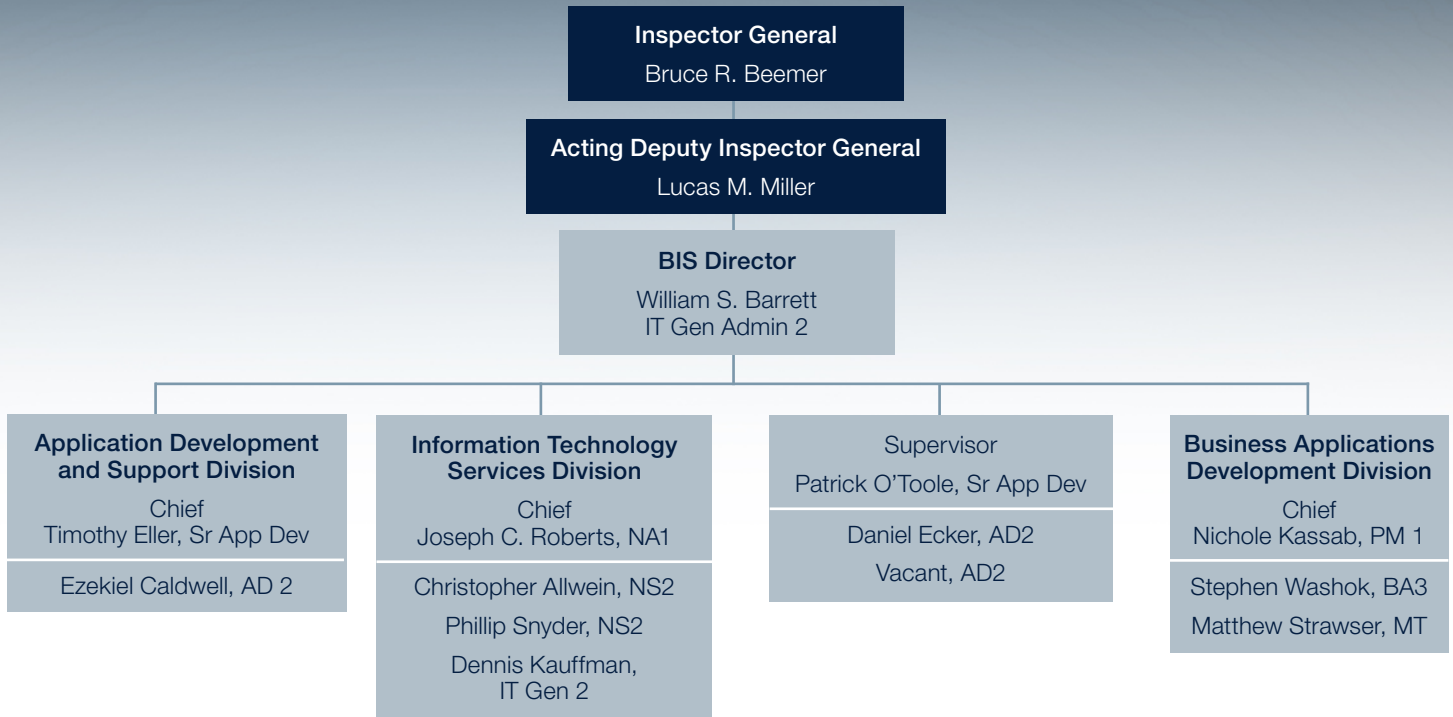 Inspector General
Bruce R. Beemer
Acting Deputy Inspector General
Lucas M. Miller
BIS Director
William S. Barrett
IT Gen Admin 2
Application Development
and Support Division
Chief
Timothy Eller, Sr App Dev
Ezekiel Caldwell, AD 2
Information Technology
Services Division
Chief
Joseph C. Roberts, NA1
Christopher Allwein, NS2
Phillip Snyder, NS2
Dennis Kauffman,
IT Gen 2
Supervisor
Patrick O’Toole, Sr App Dev
Daniel Ecker, AD2
Vacant, AD2
Business Applications
Development Division
Chief
Nichole Kassab, PM 1
Stephen Washok, BA3
Matthew Strawser, MT